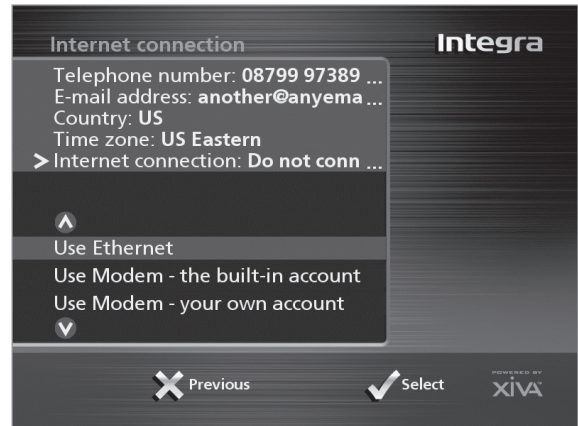 Internet connection
Integra
Telephone number: 08799 97389 ...
E-mail address: another@anyema ...
Country: US
Time zone: US Eastern
> Internet connection: Do not conn ...
Use Ethernet
Use Modem - the built-in account
Use Modem - your own account
Previous
Select
POWERED BY
XiVA